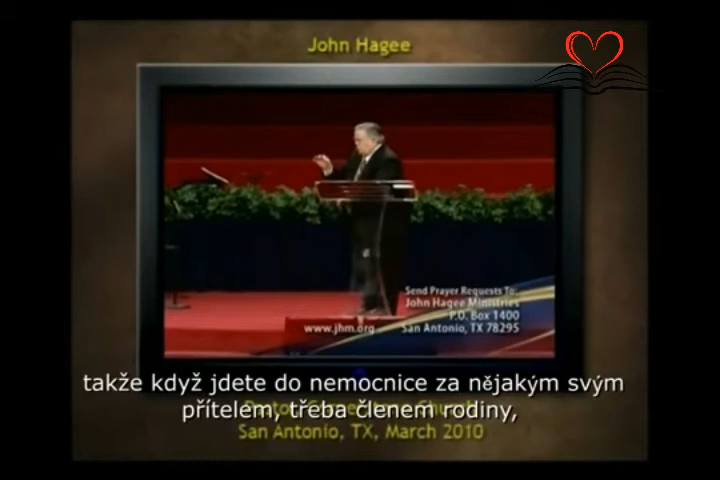 John Hagee
Send Prayer Requests To:
John Hagee Ministries
P.O. Box 1400
www.jhm.org San Antonio, TX 78295
takže když jdete do nemocnice za nějakým svým
přítelem, třeba členem rodiny,
San Antonio, TX, March 2010